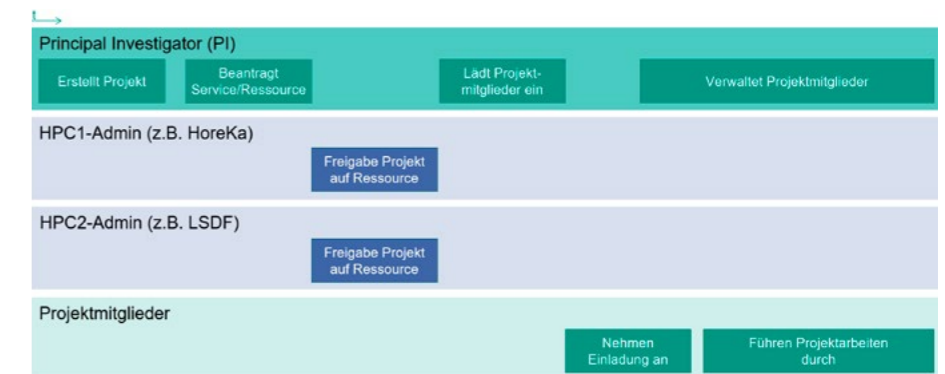 Principal Investigator (PI)
Erstellt Projekt
Beantragt
Service/Ressource
Lädt Projekt-
mitglieder ein
Verwaltet Projektmitglieder
HPC1-Admin (z.B. HoreKa)
Freigabe Projekt
auf Ressource
HPC2-Admin (z.B. LSDF)
Freigabe Projekt
auf Ressource
Projektmitglieder
Nehmen
Einladung an
Führen Projektarbeiten
durch